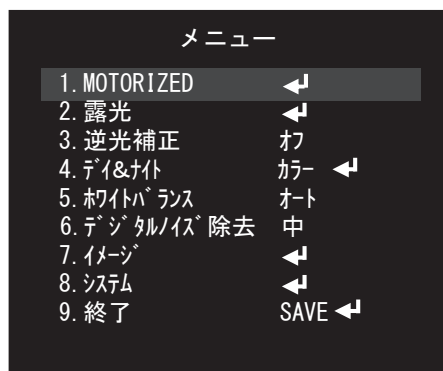 メニュー
1. MOTORIZED ↲
2. 露光 ↲
3. 逆光補正 ｵﾌ
4. ﾃﾞｲ&ﾅｲﾄ ｶﾗｰ ↲
5. ﾎﾜｲﾄﾊﾞﾗﾝｽ ｵｰﾄ
6. ﾃﾞｼﾞﾀﾙﾉｲｽﾞ除去 中
7. ｲﾒｰｼﾞ ↲
8. ｼｽﾃﾑ ↲
9. 終了 SAVE ↲